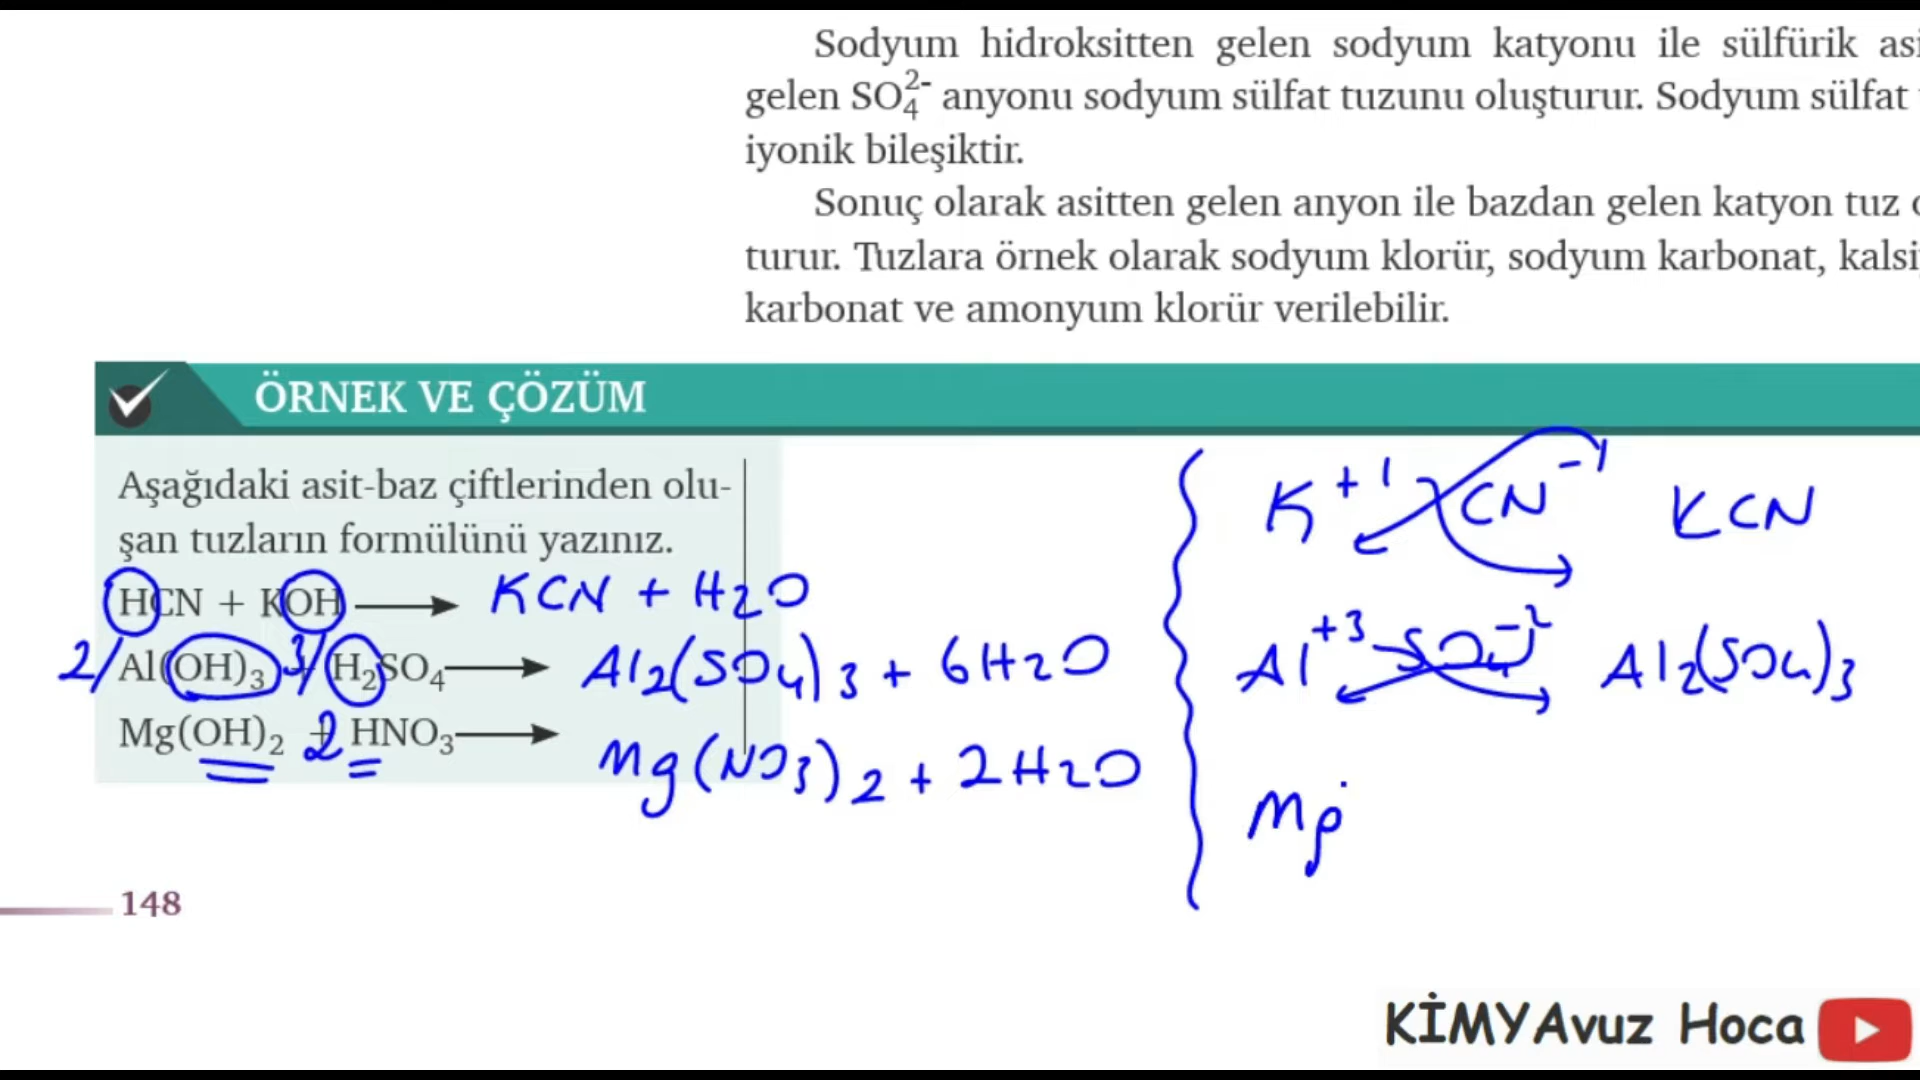 Sodyum hidroksitten gelen sodyum katyonu ile sülfürik asi
gelen SO₄²⁻ anyonu sodyum sülfat tuzunu oluşturur. Sodyum sülfat
iyonik bileşiktir.
Sonuç olarak asitten gelen anyon ile bazdan gelen katyon tuz
turur. Tuzlara örnek olarak sodyum klorür, sodyum karbonat, kalsi
karbonat ve amonyum klorür verilebilir.
ÖRNEK VE ÇÖZÜM
Aşağıdaki asit-baz çiftlerinden olu-
şan tuzların formülünü yazınız.
HCN + KOH → KCN + H2O
2/ Al(OH)₃ + 3/ H₂SO₄ → Al2(SO4)3 + 6H2O
Mg(OH)₂ + 2 HNO₃ → Mg(NO3)2 + 2H2O
K⁺¹ CN⁻¹ KCN
Al⁺³ SO4⁻² Al2(SO4)3
Mg
148
KİMYAvuz Hoca